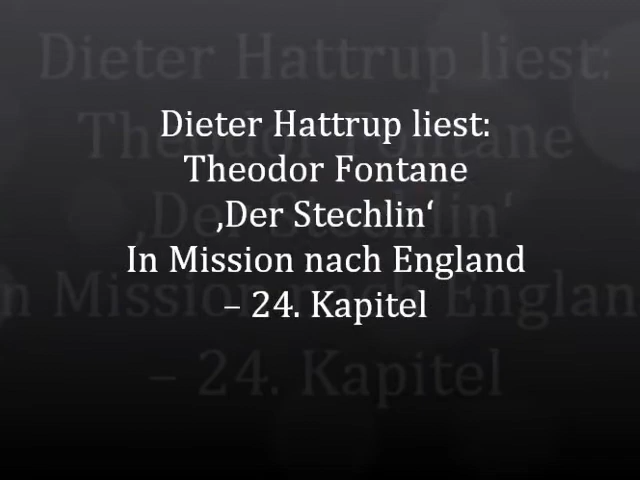 Dieter Hattrup liest:
Theodor Fontane
‚Der Stechlin‘
In Mission nach England
– 24. Kapitel